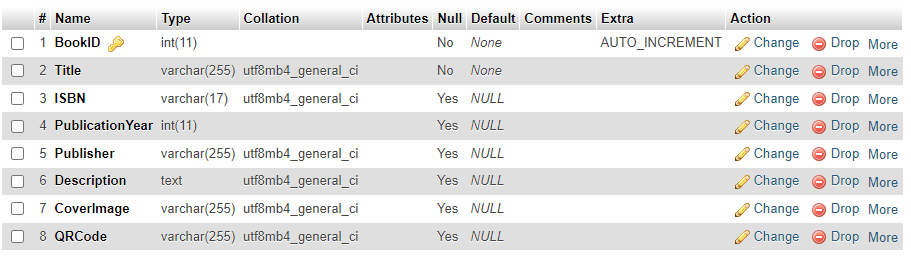 # Name Type Collation Attributes Null Default Comments Extra Action
1 BookID int(11) No None AUTO_INCREMENT Change Drop More
2 Title varchar(255) utf8mb4_general_ci No None Change Drop More
3 ISBN varchar(17) utf8mb4_general_ci Yes NULL Change Drop More
4 PublicationYear int(11) Yes NULL Change Drop More
5 Publisher varchar(255) utf8mb4_general_ci Yes NULL Change Drop More
6 Description text utf8mb4_general_ci Yes NULL Change Drop More
7 CoverImage varchar(255) utf8mb4_general_ci Yes NULL Change Drop More
8 QRCode varchar(255) utf8mb4_general_ci Yes NULL Change Drop More